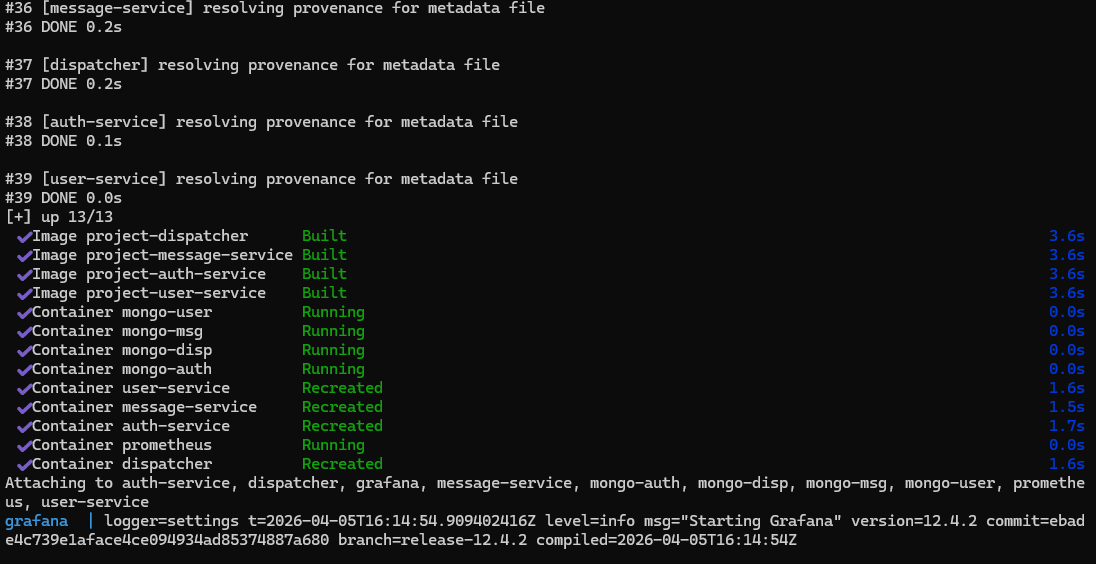 #36 [message-service] resolving provenance for metadata file
#36 DONE 0.2s
#37 [dispatcher] resolving provenance for metadata file
#37 DONE 0.2s
#38 [auth-service] resolving provenance for metadata file
#38 DONE 0.1s
#39 [user-service] resolving provenance for metadata file
#39 DONE 0.0s
[+] up 13/13
✔Image project-dispatcher Built 3.6s
✔Image project-message-service Built 3.6s
✔Image project-auth-service Built 3.6s
✔Image project-user-service Built 3.6s
✔Container mongo-user Running 0.0s
✔Container mongo-msg Running 0.0s
✔Container mongo-disp Running 0.0s
✔Container mongo-auth Running 0.0s
✔Container user-service Recreated 1.6s
✔Container message-service Recreated 1.5s
✔Container auth-service Recreated 1.7s
✔Container prometheus Running 0.0s
✔Container dispatcher Recreated 1.6s
Attaching to auth-service, dispatcher, grafana, message-service, mongo-auth, mongo-disp, mongo-msg, mongo-user, promethe
us, user-service
grafana | logger=settings t=2026-04-05T16:14:54.909402416Z level=info msg="Starting Grafana" version=12.4.2 commit=ebad
e4c739e1aface4ce094934ad85374887a680 branch=release-12.4.2 compiled=2026-04-05T16:14:54Z